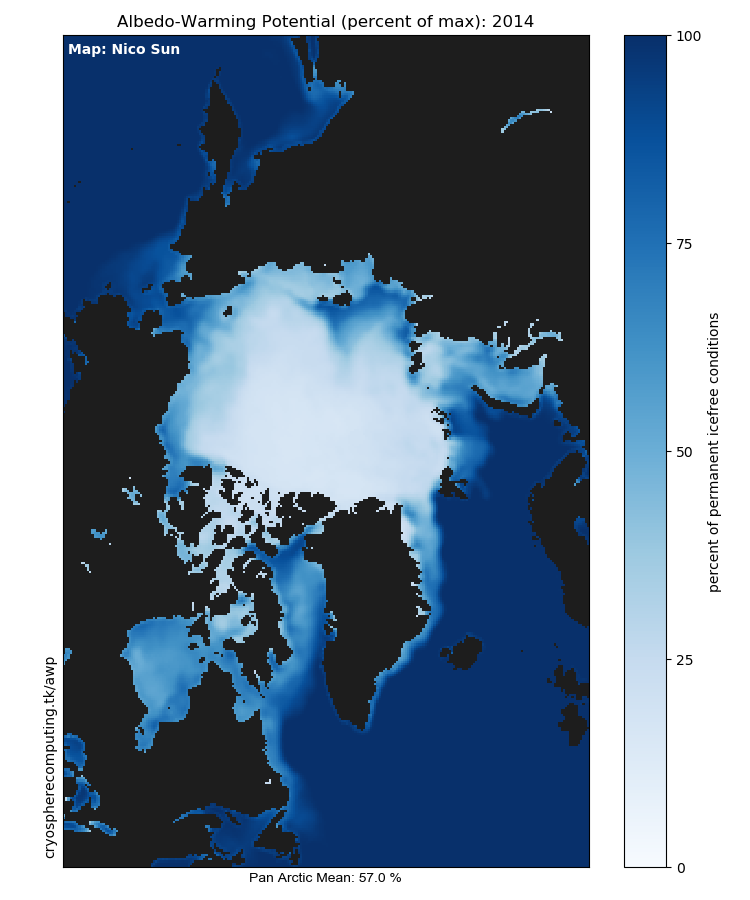 Albedo-Warming Potential (percent of max): 2014
Map: Nico Sun
100
75
50
25
0
percent of permanent icefree conditions
cryospherecomputing.tk/awp
Pan Arctic Mean: 57.0 %